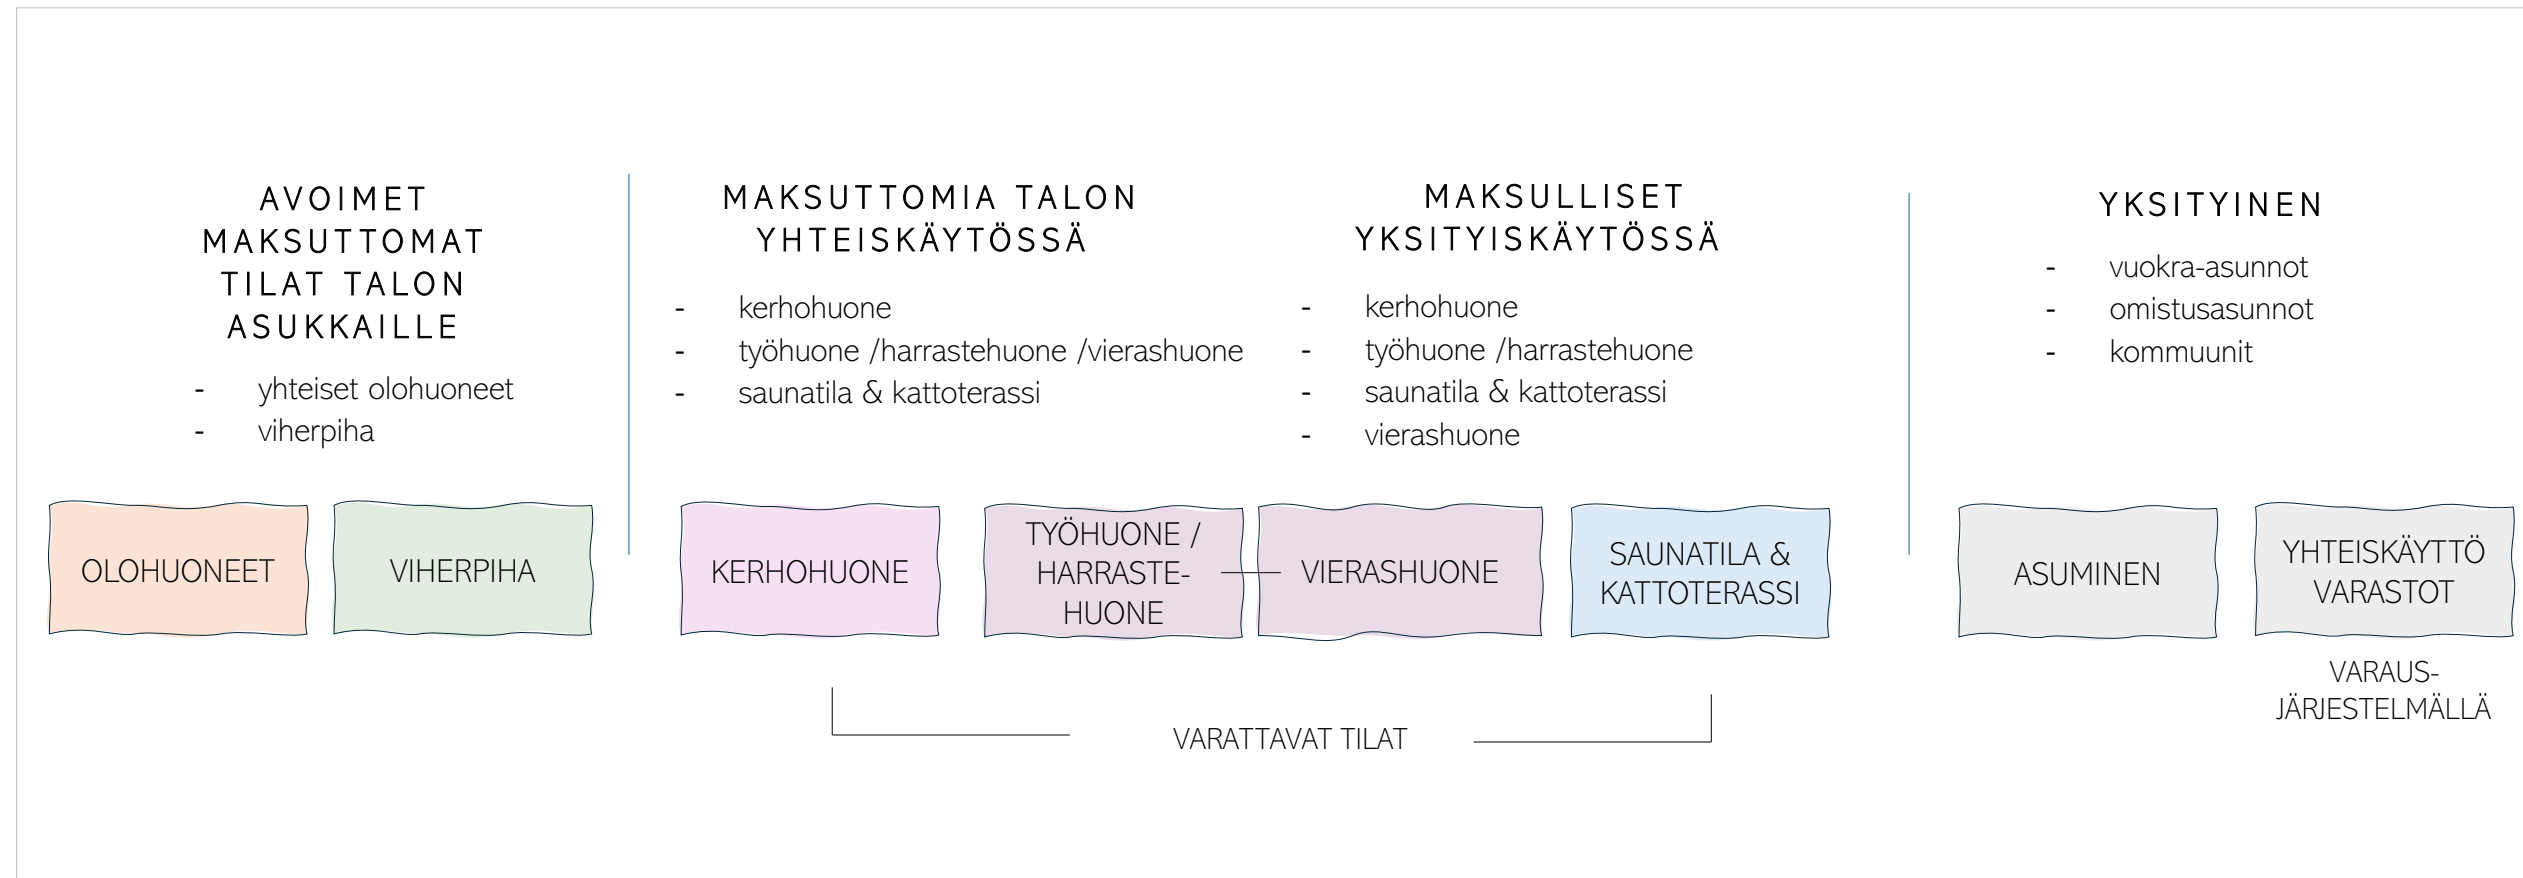 AVOIMET
MAKSUTTOMAT
TILAT TALON
ASUKKAILLE
- yhteiset olohuoneet
- viherpiha
MAKSUTTOMIA TALON
YHTEISKÄYTÖSSÄ
- kerhohuone
- työhuone /harrastehuone /vierashuone
- saunatila & kattoterassi
MAKSULLISET
YKSITYISKÄYTÖSSÄ
- kerhohuone
- työhuone /harrastehuone
- saunatila & kattoterassi
- vierashuone
YKSITYINEN
- vuokra-asunnot
- omistusasunnot
- kommuunit
OLOHUONEET
VIHERPIHA
KERHOHUONE
TYÖHUONE /
HARRASTE-
HUONE
VIERASHUONE
SAUNATILA &
KATTOTERASSI
ASUMINEN
YHTEISKÄYTTÖ
VARASTOT
VARAUS-
JÄRJESTELMÄLLÄ
VARATTAVAT TILAT